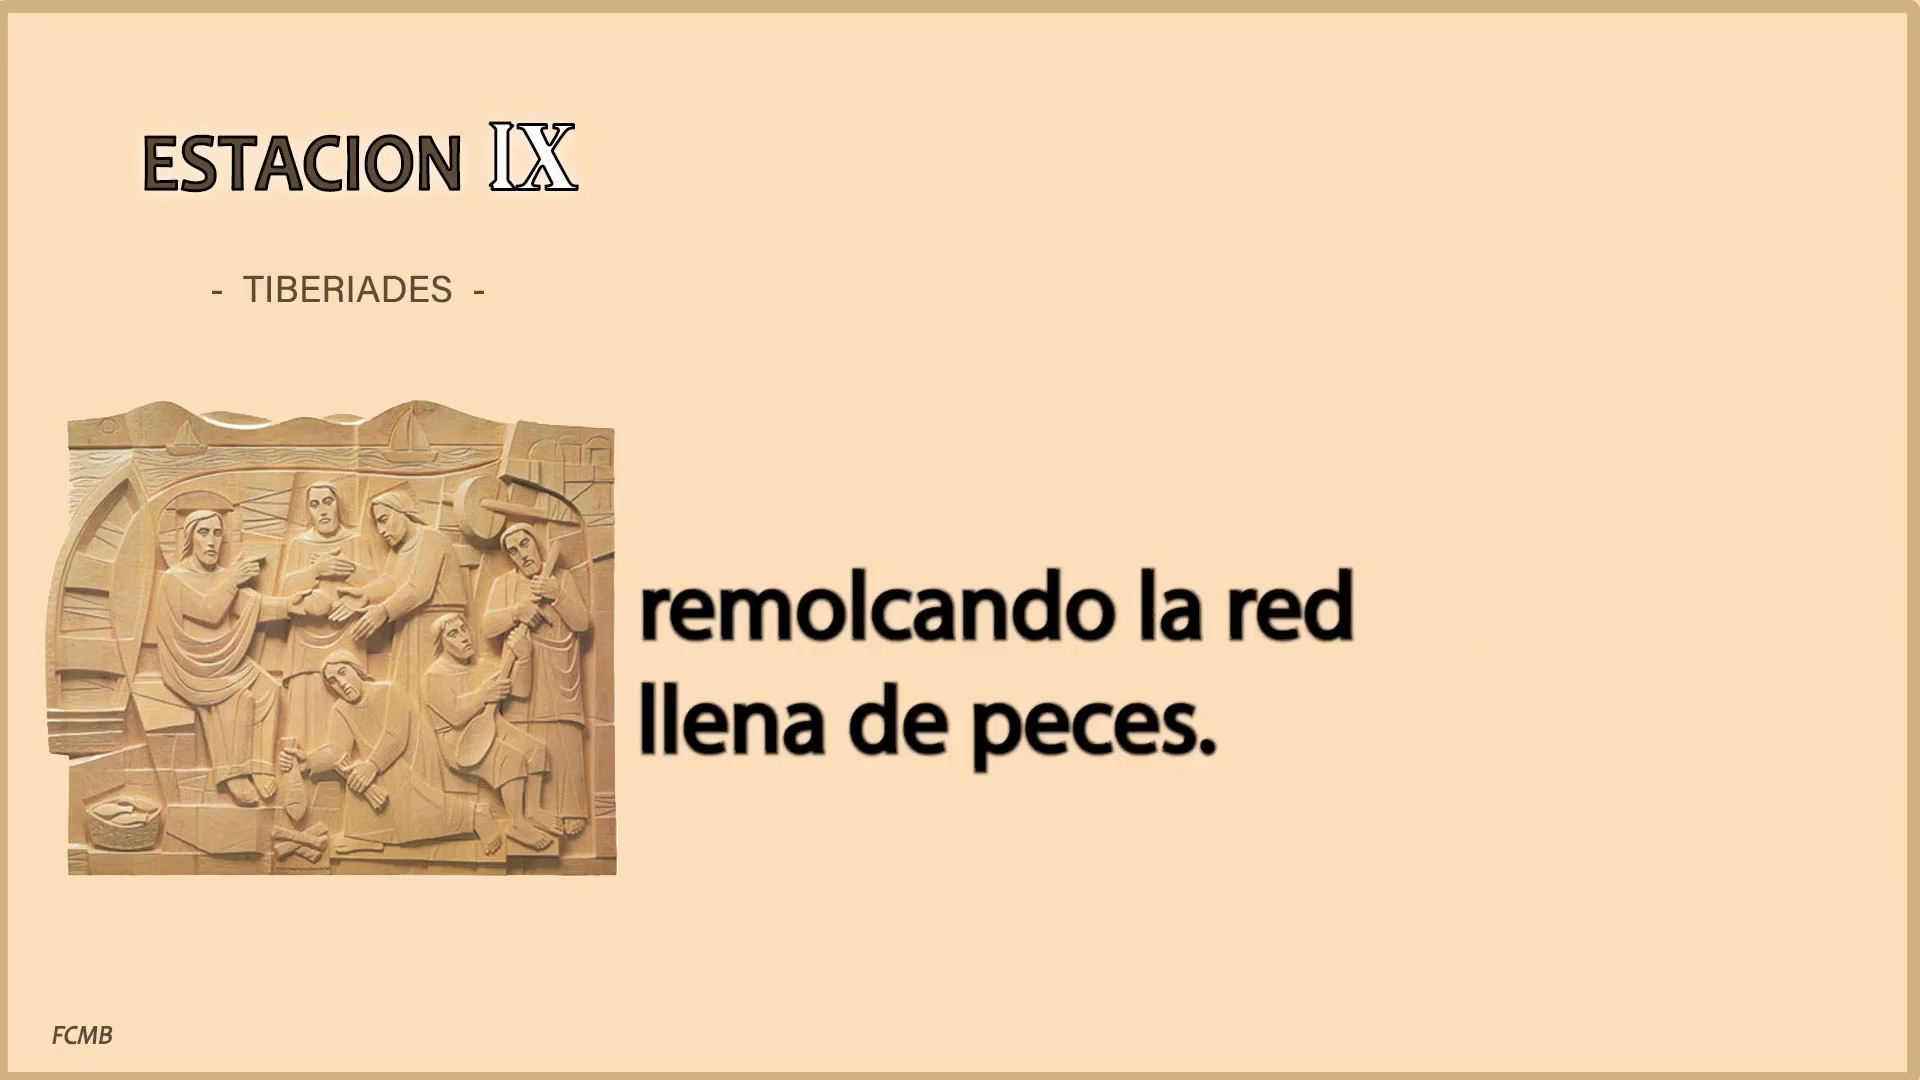 ESTACION IX
- TIBERIADES -
remolcando la red
llena de peces.
FCMB